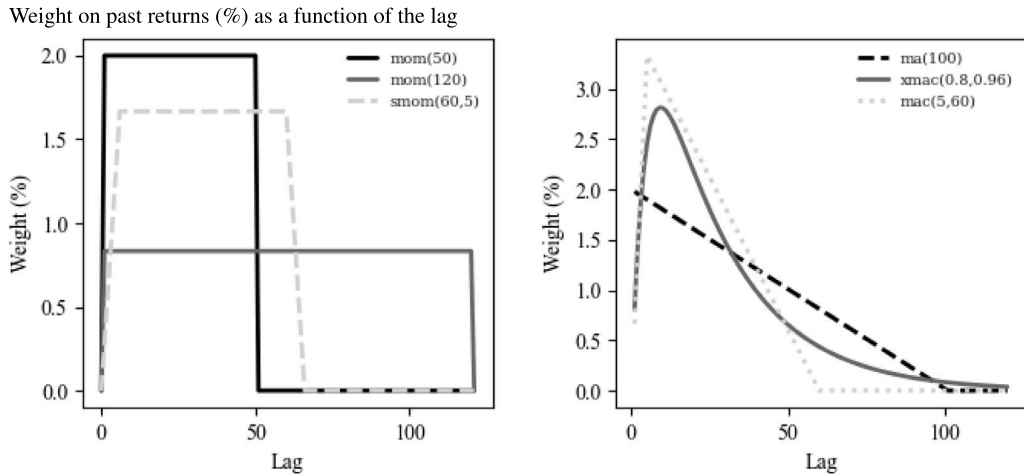 Weight on past returns (%) as a function of the lag
Weight (%)
2.0
1.5
1.0
0.5
0.0
0
50
100
Lag
mom(50)
mom(120)
smom(60,5)
Weight (%)
3.0
2.5
2.0
1.5
1.0
0.5
0.0
0
50
100
Lag
ma(100)
xmac(0.8,0.96)
mac(5,60)